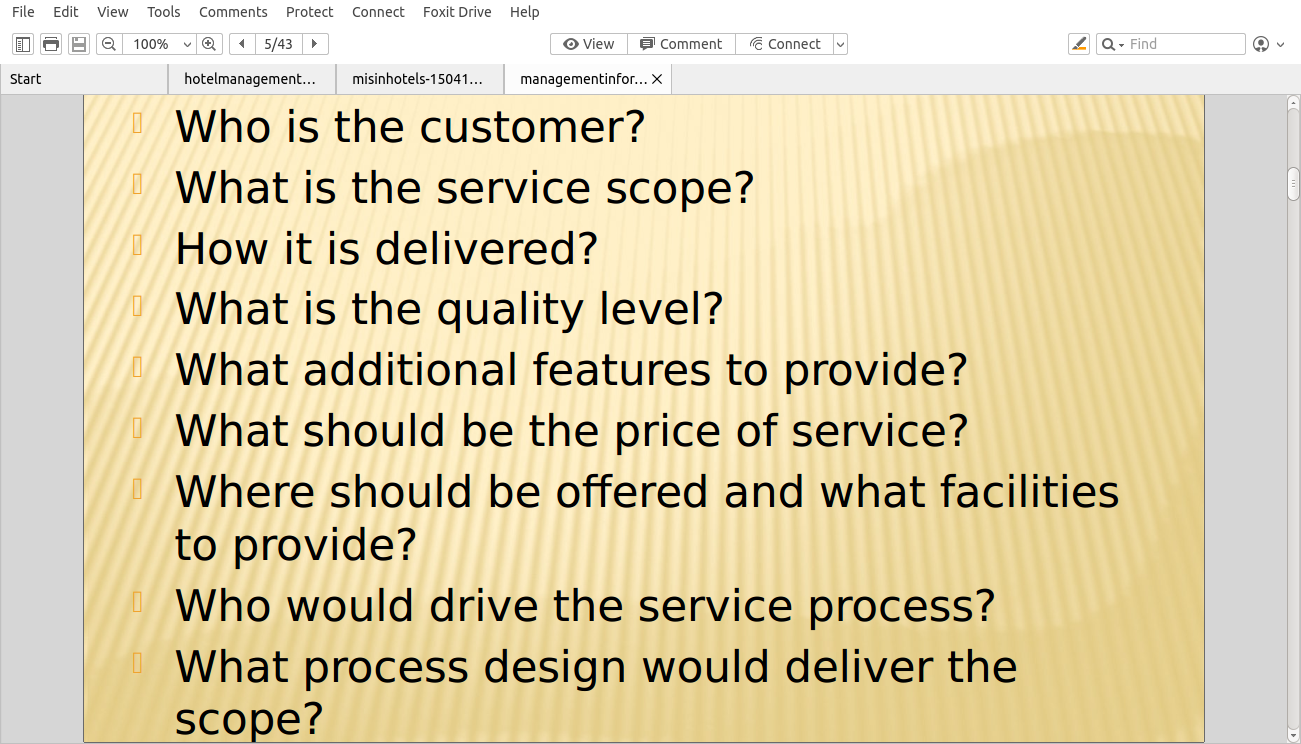 File Edit View Tools Comments Protect Connect Foxit Drive Help
100% 5/43 View Comment Connect Find
Start hotelmanagement... misinhotels-15041... managementinfor...
Who is the customer?
What is the service scope?
How it is delivered?
What is the quality level?
What additional features to provide?
What should be the price of service?
Where should be offered and what facilities
to provide?
Who would drive the service process?
What process design would deliver the
scope?